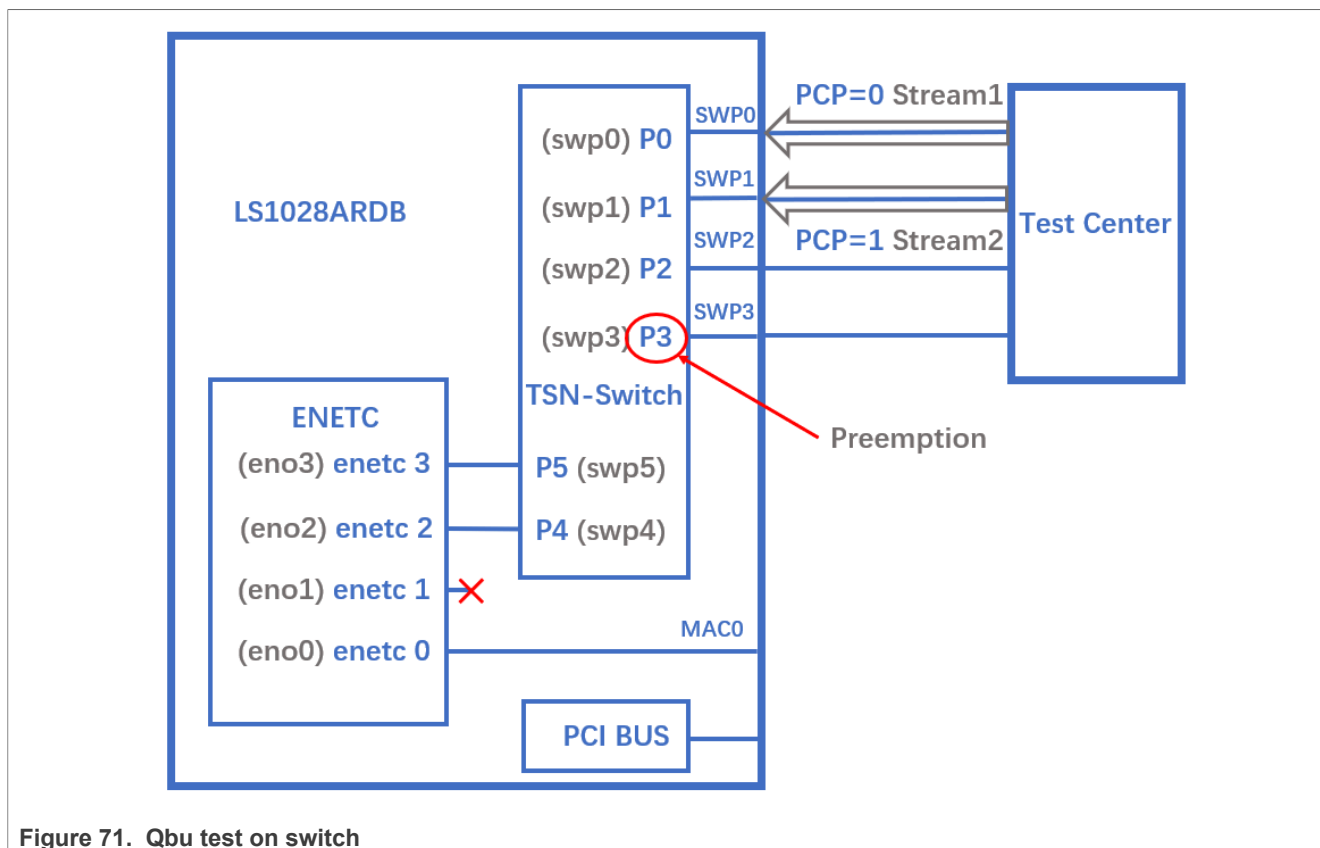 PCP=0 Stream1
SWP0
(swp0) P0
SWP1
(swp1) P1
LS1028ARDB
Test Center
SWP2
PCP=1 Stream2
(swp2) P2
SWP3
(swp3) P3
TSN-Switch
Preemption
ENETC
(eno3) enetc 3
P5 (swp5)
(eno2) enetc 2
P4 (swp4)
(eno1) enetc 1
MAC0
(eno0) enetc 0
PCI BUS
Figure 71. Qbu test on switch